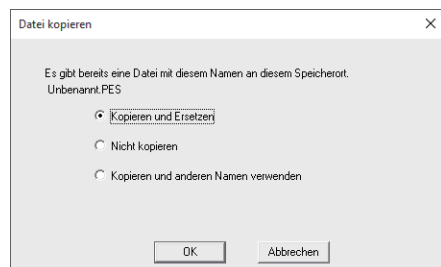 Datei kopieren
Es gibt bereits eine Datei mit diesem Namen an diesem Speicherort.
Unbenannt.PES
Kopieren und Ersetzen
Nicht kopieren
Kopieren und anderen Namen verwenden
OK Abbrechen